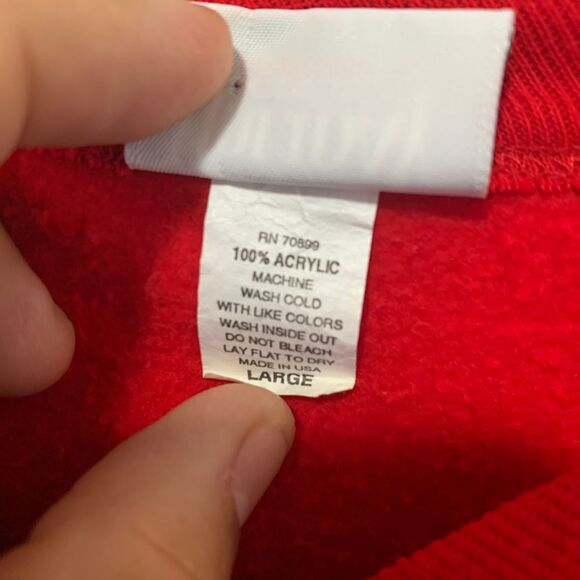 RN 70899
100% ACRYLIC
MACHINE
WASH COLD
WITH LIKE COLORS
WASH INSIDE OUT
DO NOT BLEACH
LAY FLAT TO DRY
MADE IN USA
LARGE